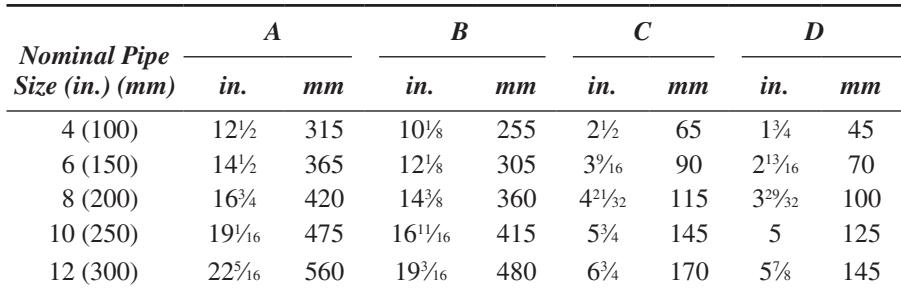 A B C D
Nominal Pipe
Size (in.) (mm) in. mm in. mm in. mm in. mm
4 (100) 12½ 315 10⅛ 255 2½ 65 1¾ 45
6 (150) 14½ 365 12⅛ 305 3⁹⁄₁₆ 90 2¹³⁄₁₆ 70
8 (200) 16¾ 420 14⅜ 360 4²¹⁄₃₂ 115 3²⁹⁄₃₂ 100
10 (250) 19¹⁄₁₆ 475 16¹¹⁄₁₆ 415 5¾ 145 5 125
12 (300) 22⁵⁄₁₆ 560 19³⁄₁₆ 480 6¾ 170 5⅞ 145